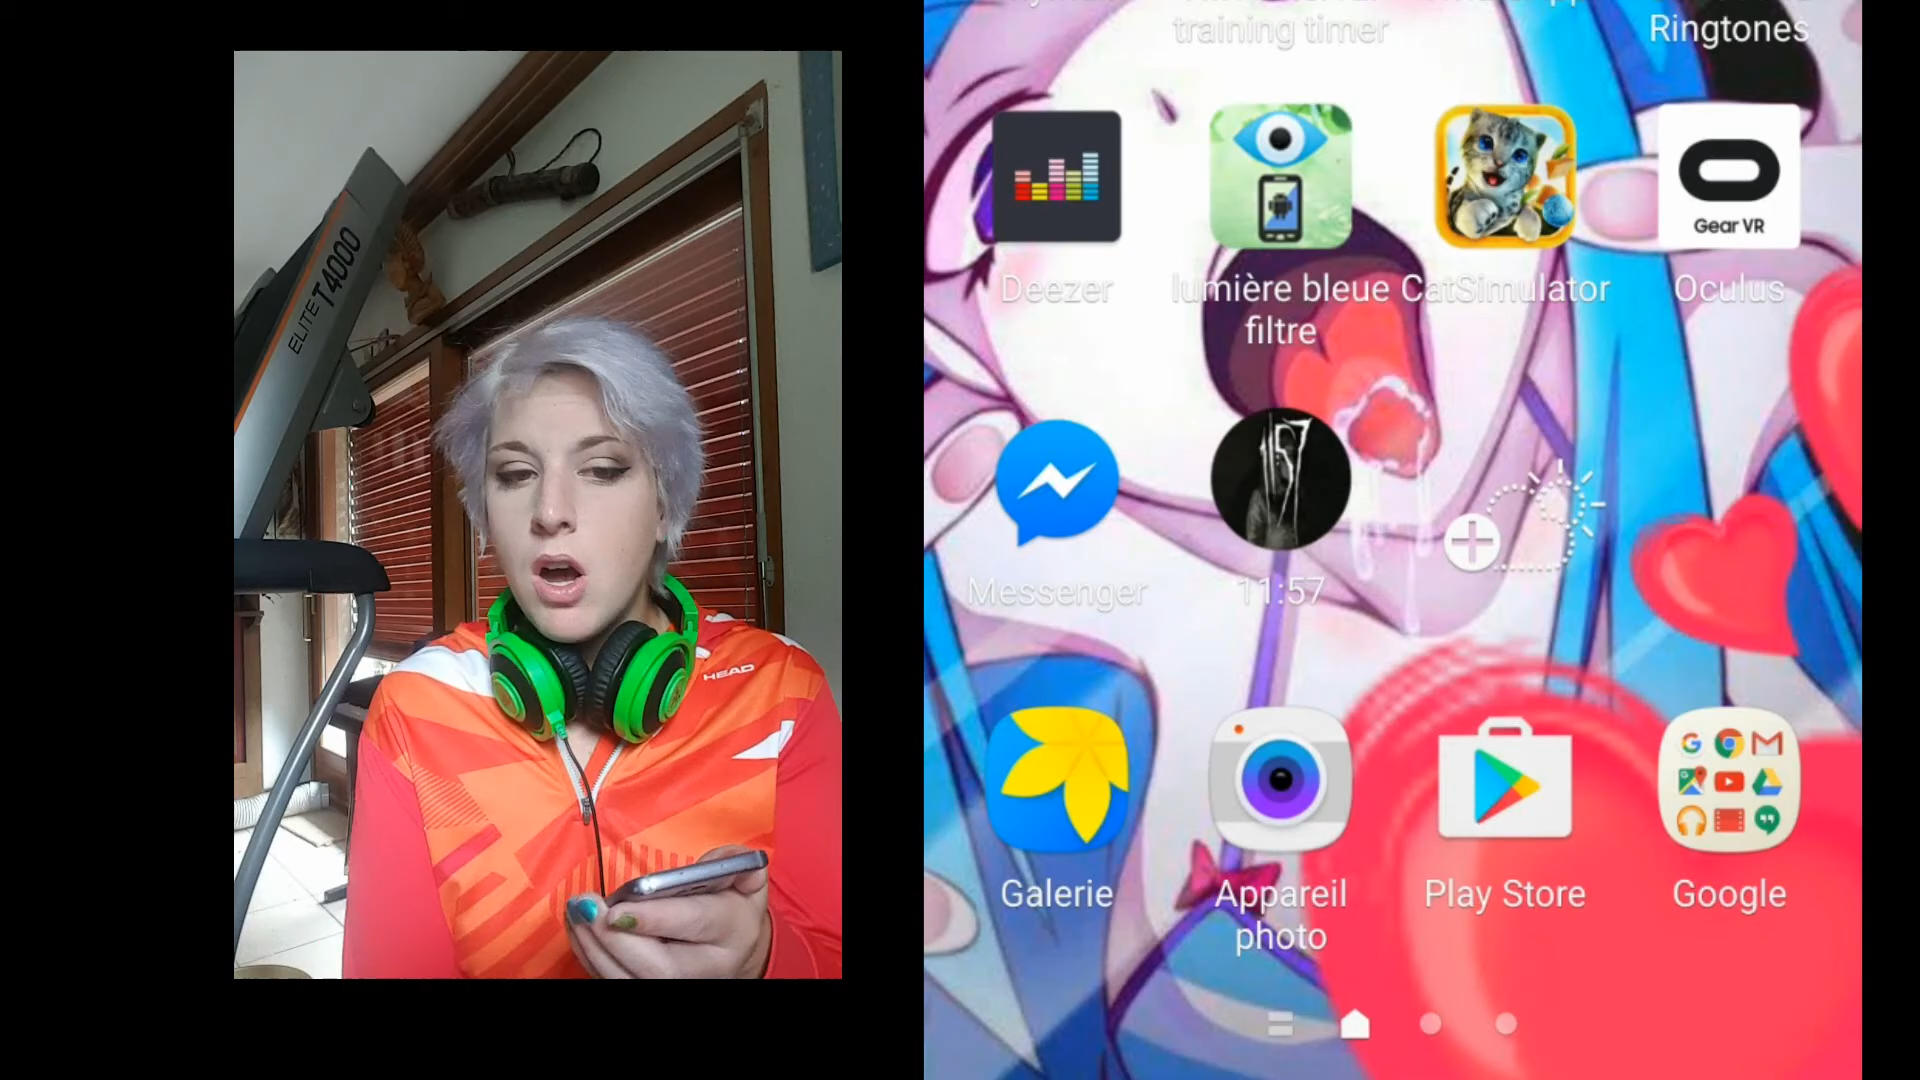 ELITE T4000
HEAD
training timer
Ringtones
Gear VR
Deezer
lumière bleue
filtre
CatSimulator
Oculus
Messenger
11:57
Galerie
Appareil
photo
Play Store
Google